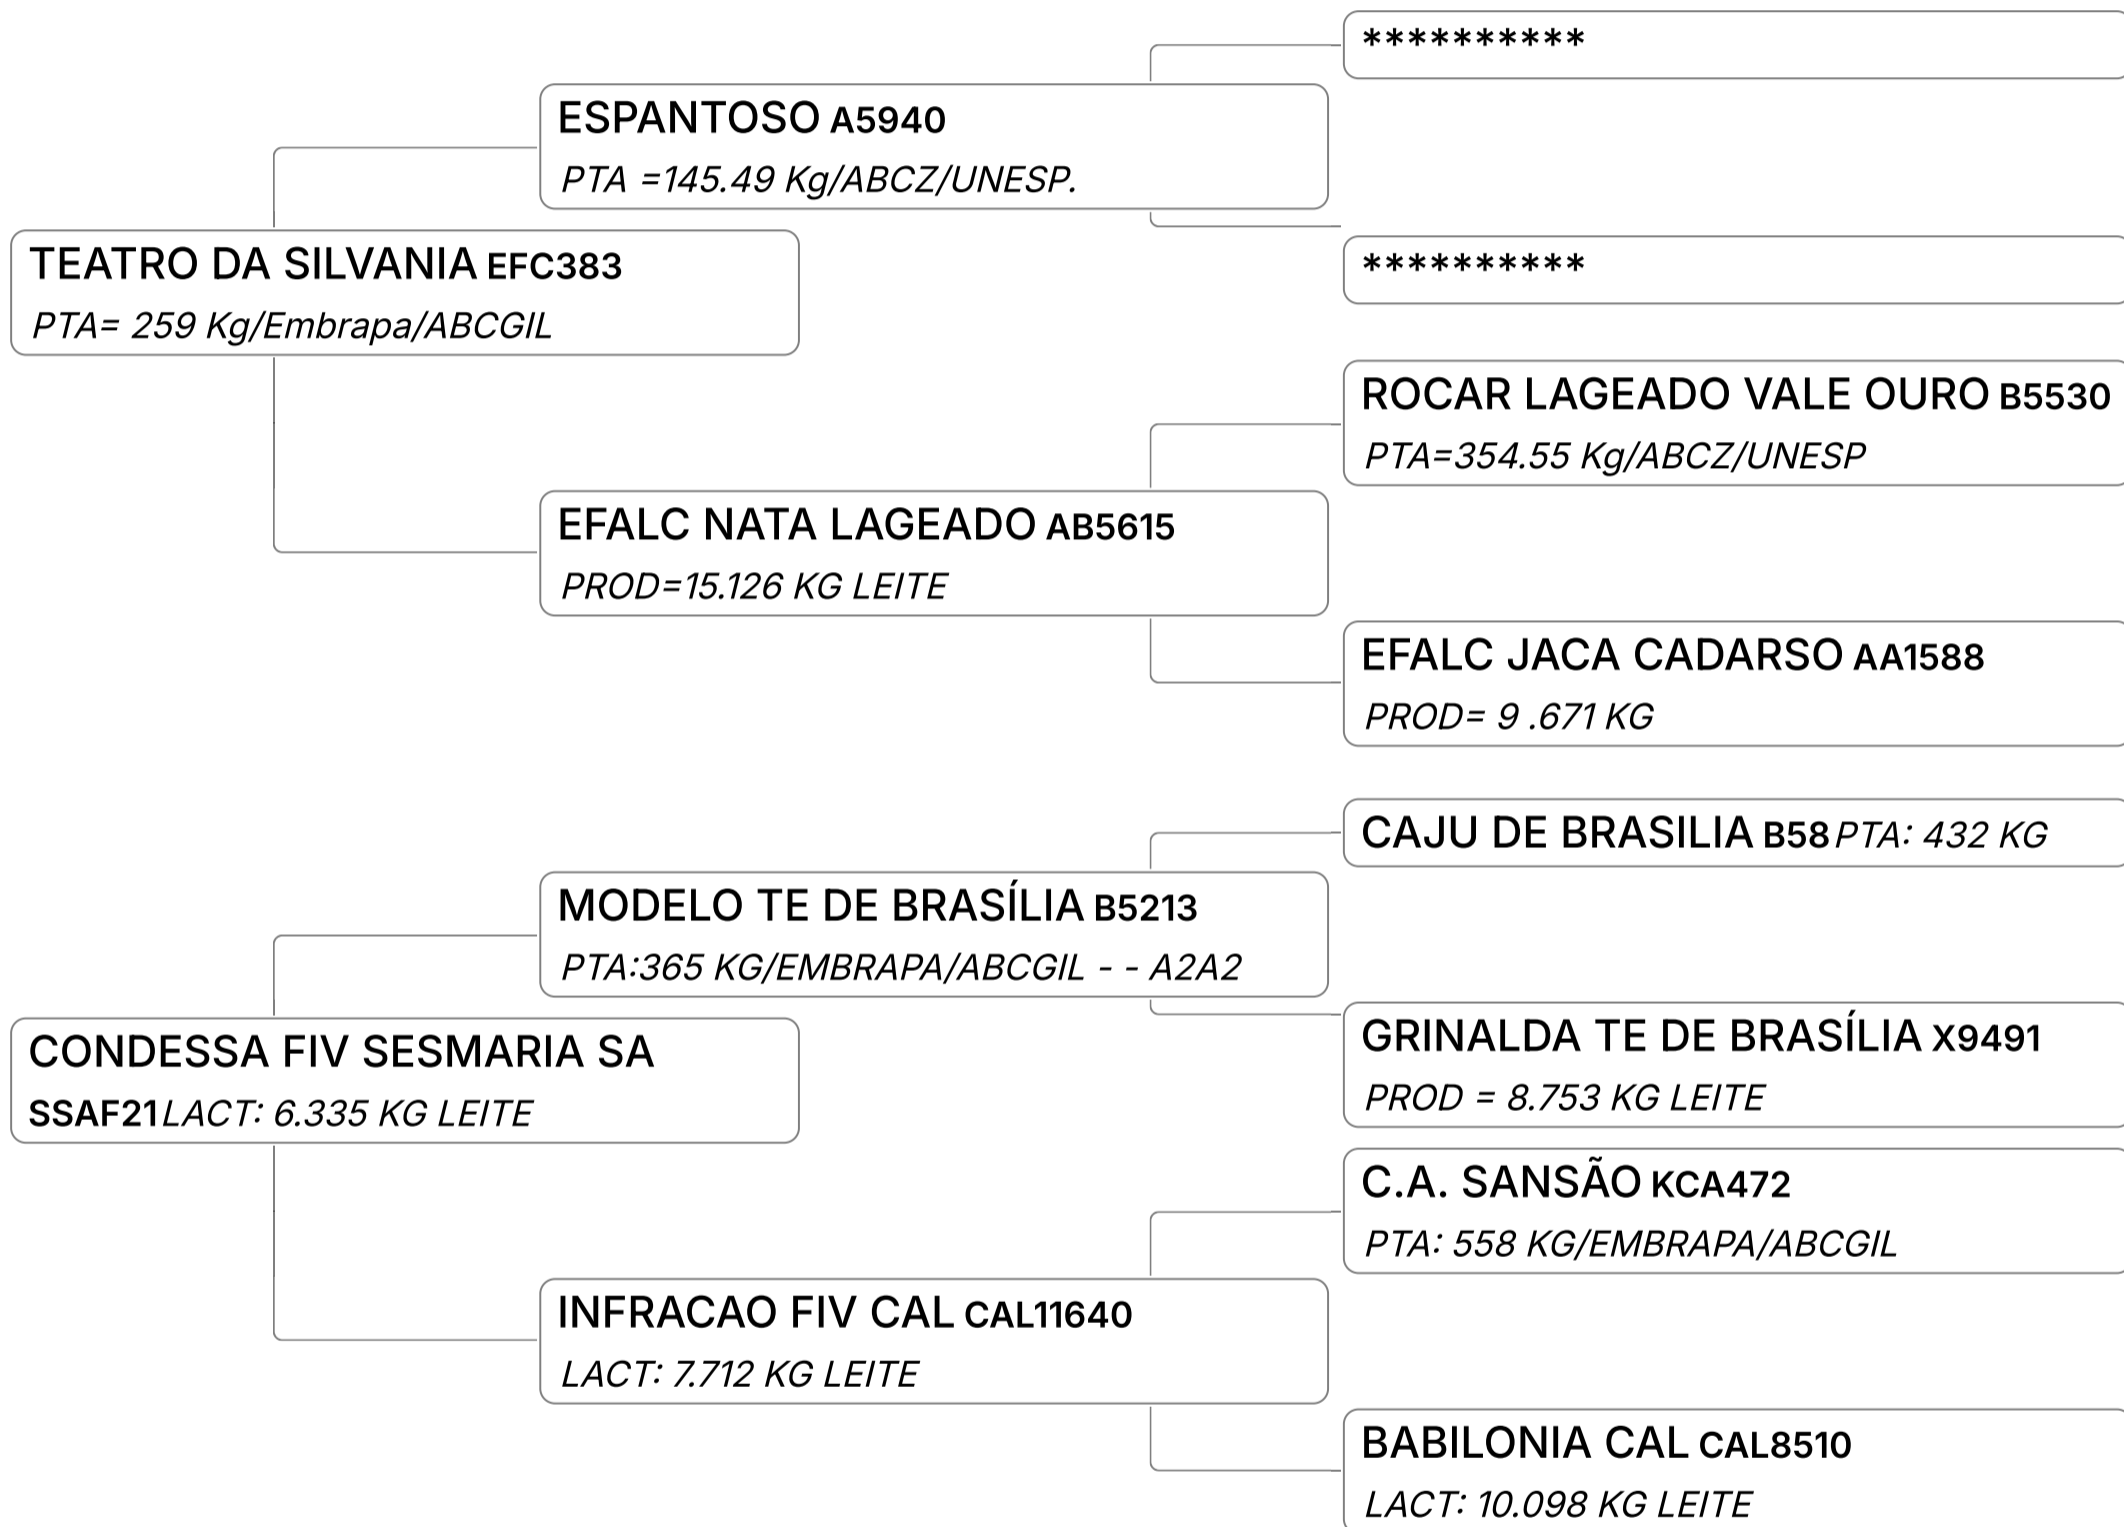 **********
ESPANTOSO A5940
PTA =145.49 Kg/ABCZ/UNESP.
**********
TEATRO DA SILVANIA EFC383
PTA= 259 Kg/Embrapa/ABCGIL
ROCAR LAGEADO VALE OURO B5530
PTA=354.55 Kg/ABCZ/UNESP
EFALC NATA LAGEADO AB5615
PROD=15.126 KG LEITE
EFALC JACA CADARSO AA1588
PROD= 9 .671 KG
CAJU DE BRASILIA B58 PTA: 432 KG
MODELO TE DE BRASÍLIA B5213
PTA:365 KG/EMBRAPA/ABCGIL - - A2A2
GRINALDA TE DE BRASÍLIA X9491
PROD = 8.753 KG LEITE
CONDESSA FIV SESMARIA SA
SSAF21 LACT: 6.335 KG LEITE
C.A. SANSÃO KCA472
PTA: 558 KG/EMBRAPA/ABCGIL
INFRACAO FIV CAL CAL11640
LACT: 7.712 KG LEITE
BABILONIA CAL CAL8510
LACT: 10.098 KG LEITE